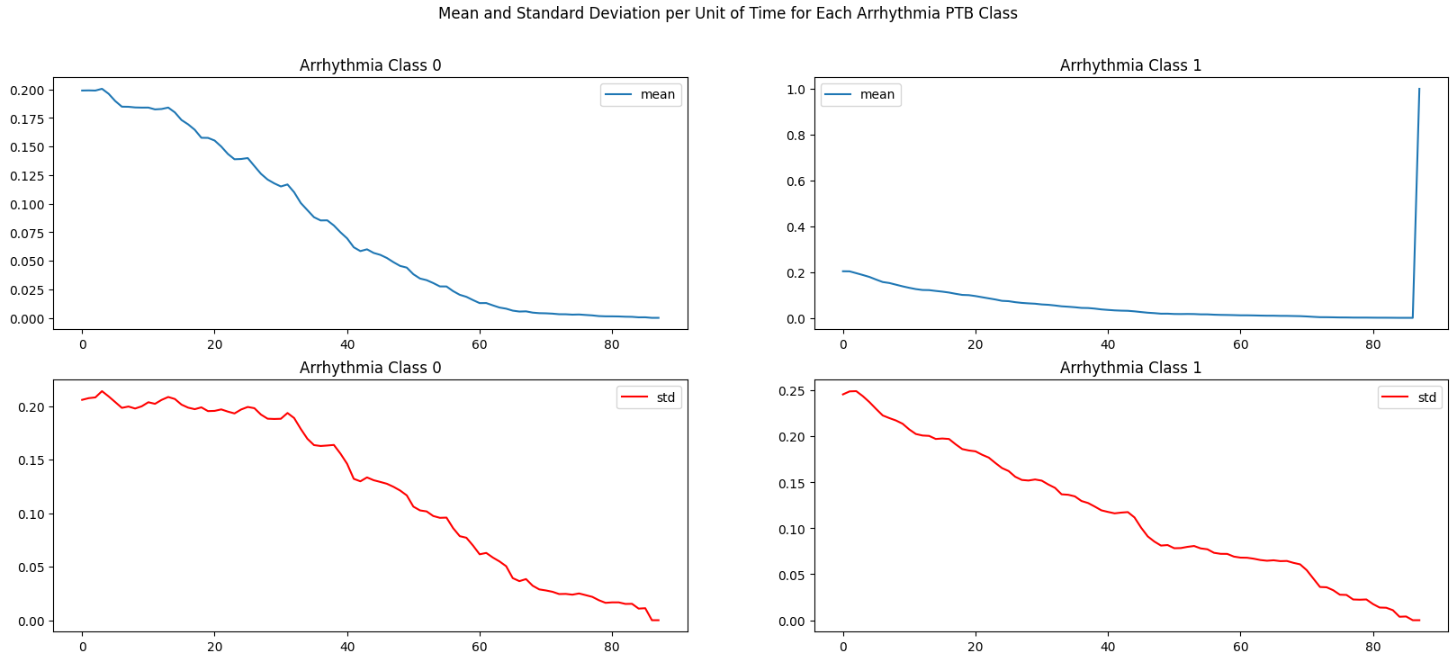 Mean and Standard Deviation per Unit of Time for Each Arrhythmia PTB Class
Arrhythmia Class 0
mean
0.200
0.175
0.150
0.125
0.100
0.075
0.050
0.025
0.000
0 20 40 60 80
Arrhythmia Class 1
mean
1.0
0.8
0.6
0.4
0.2
0.0
0 20 40 60 80
Arrhythmia Class 0
std
0.20
0.15
0.10
0.05
0.00
0 20 40 60 80
Arrhythmia Class 1
std
0.25
0.20
0.15
0.10
0.05
0.00
0 20 40 60 80